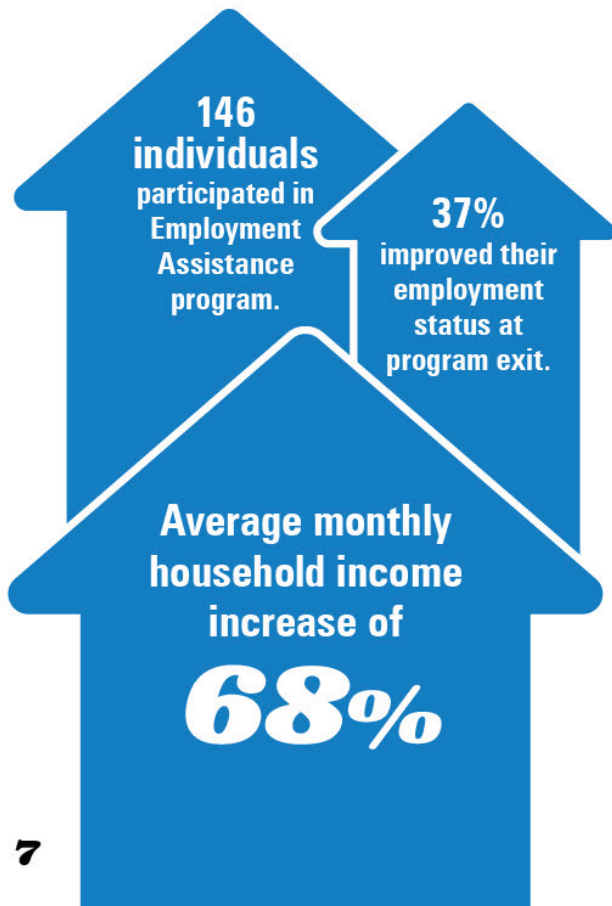 146
individuals
participated in
Employment
Assistance
program.
37%
improved their
employment
status at
program exit.
Average monthly
household income
increase of
68%
7